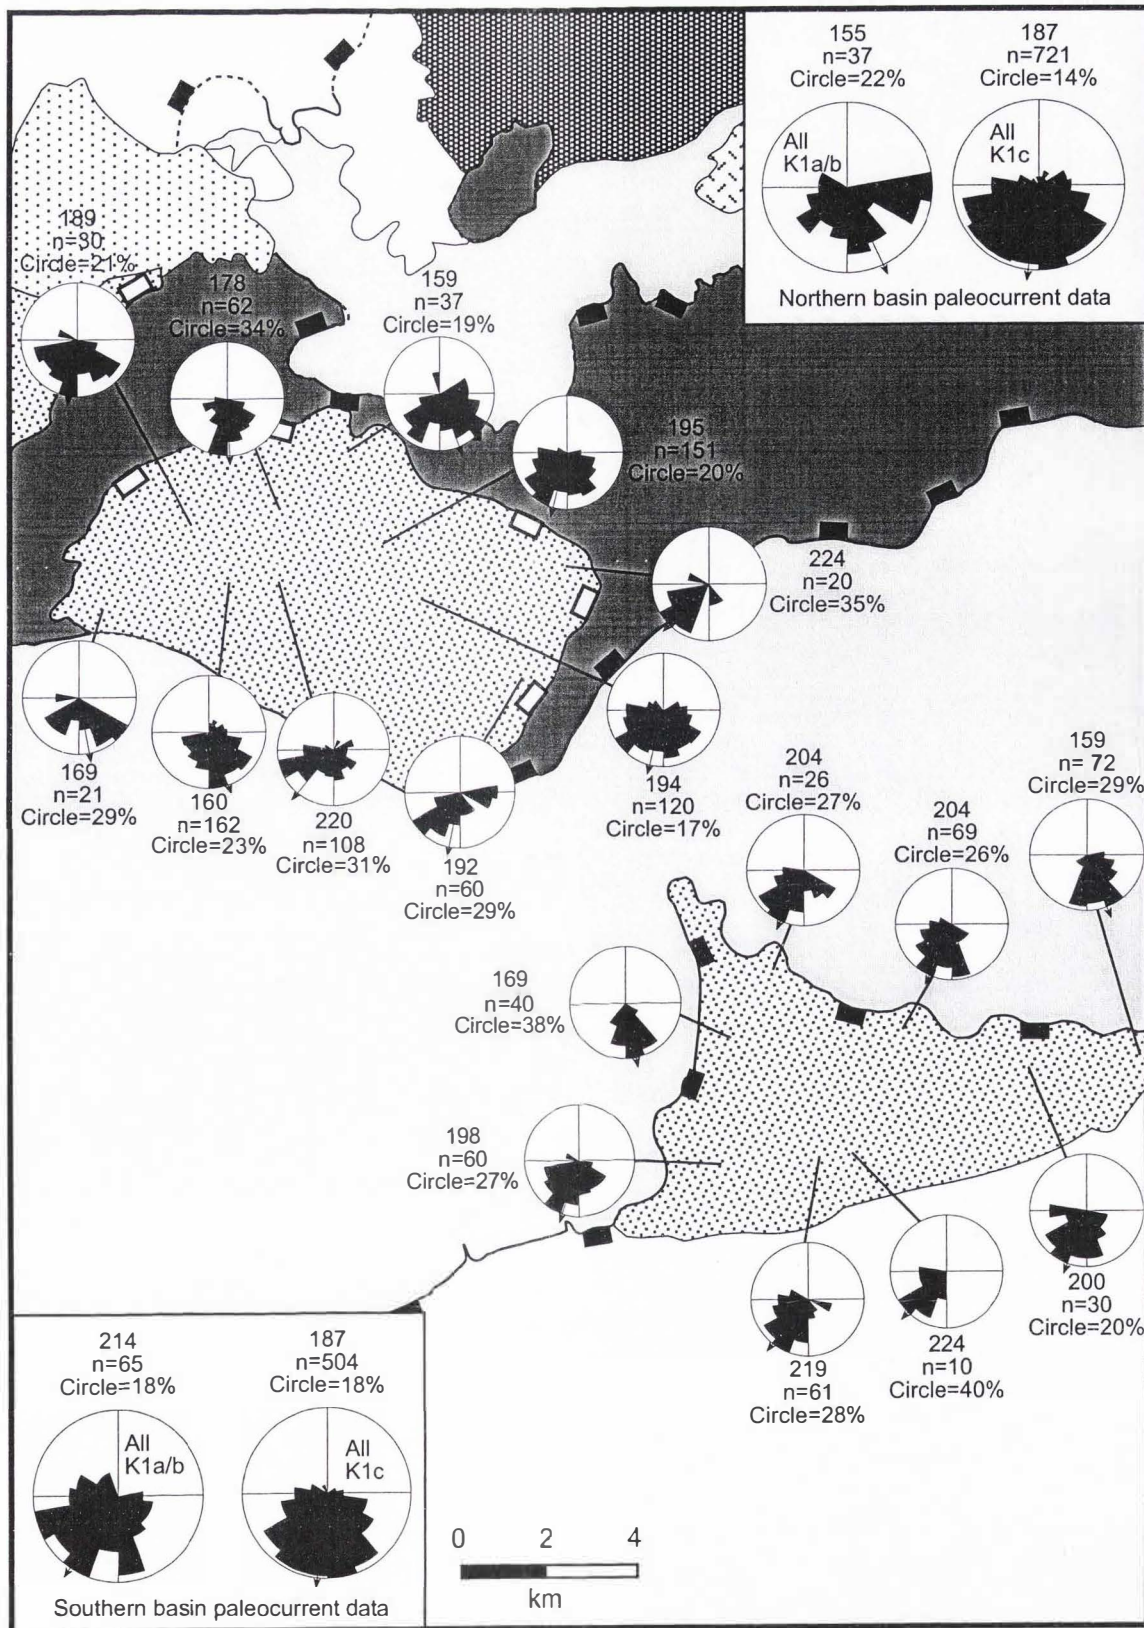 155
n=37
Circle=22%
187
n=721
Circle=14%
All
K1a/b
All
K1c
Northern basin paleocurrent data
189
n=30
Circle=21%
178
n=62
Circle=34%
159
n=37
Circle=19%
195
n=151
Circle=20%
224
n=20
Circle=35%
169
n=21
Circle=29%
160
n=162
Circle=23%
220
n=108
Circle=31%
192
n=60
Circle=29%
194
n=120
Circle=17%
204
n=26
Circle=27%
204
n=69
Circle=26%
159
n= 72
Circle=29%
169
n=40
Circle=38%
198
n=60
Circle=27%
219
n=61
Circle=28%
224
n=10
Circle=40%
200
n=30
Circle=20%
214
n=65
Circle=18%
187
n=504
Circle=18%
All
K1a/b
All
K1c
Southern basin paleocurrent data
0 2 4
km